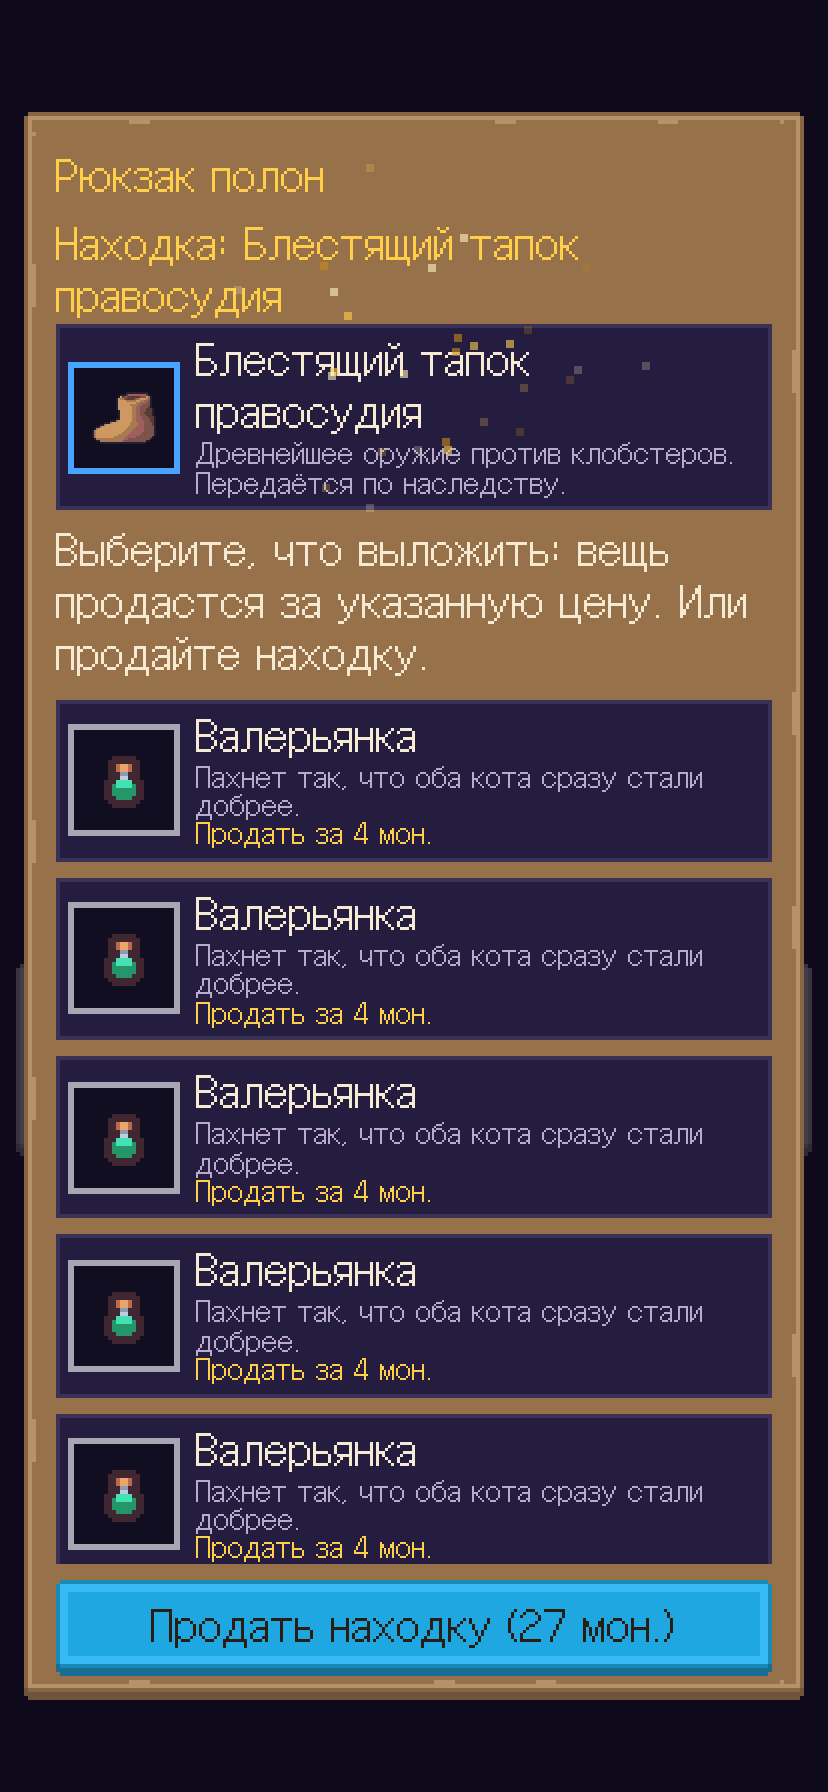 Рюкзак полон
Находка: Блестящий тапок
правосудия
Блестящий тапок
правосудия
Древнейшее оружие против клобстеров.
Передаётся по наследству.
Выберите, что выложить: вещь
продастся за указанную цену. Или
продайте находку.
Валерьянка
Пахнет так, что оба кота сразу стали
добрее.
Продать за 4 мон.
Валерьянка
Пахнет так, что оба кота сразу стали
добрее.
Продать за 4 мон.
Валерьянка
Пахнет так, что оба кота сразу стали
добрее.
Продать за 4 мон.
Валерьянка
Пахнет так, что оба кота сразу стали
добрее.
Продать за 4 мон.
Валерьянка
Пахнет так, что оба кота сразу стали
добрее.
Продать за 4 мон.
Продать находку (27 мон.)